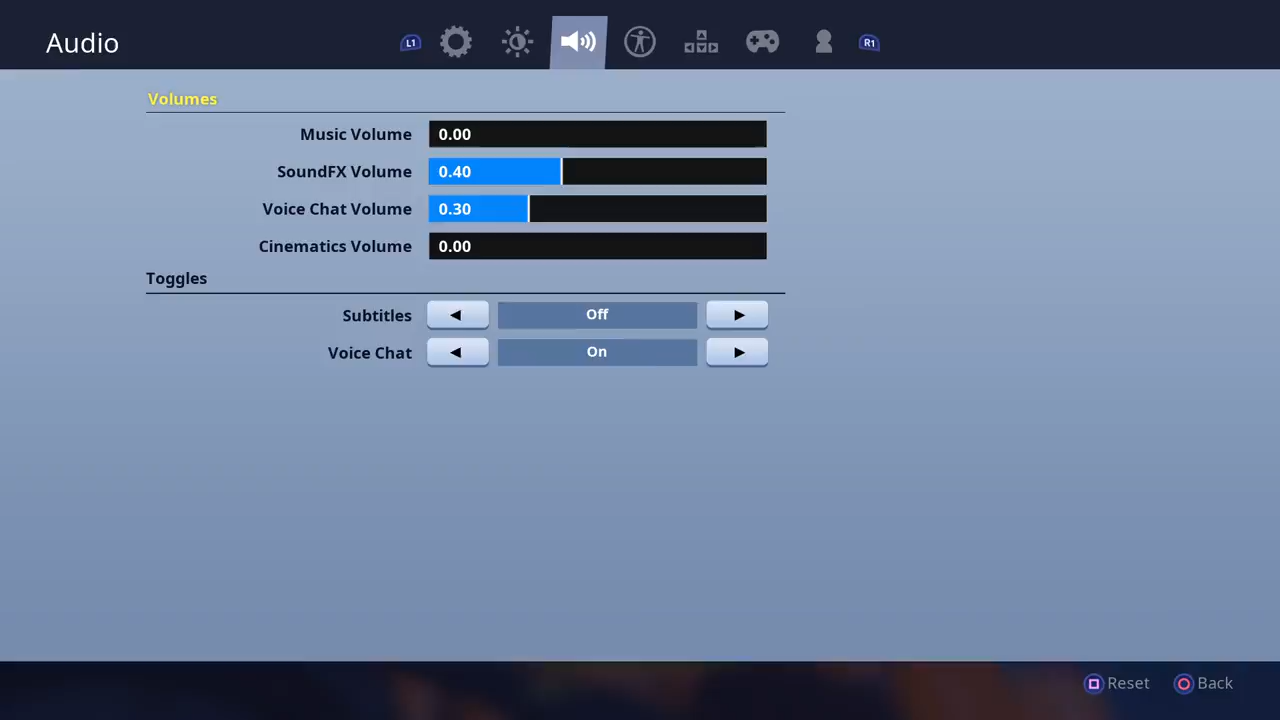 Audio
L1
R1
Volumes
Music Volume 0.00
SoundFX Volume 0.40
Voice Chat Volume 0.30
Cinematics Volume 0.00
Toggles
Subtitles Off
Voice Chat On
Reset Back